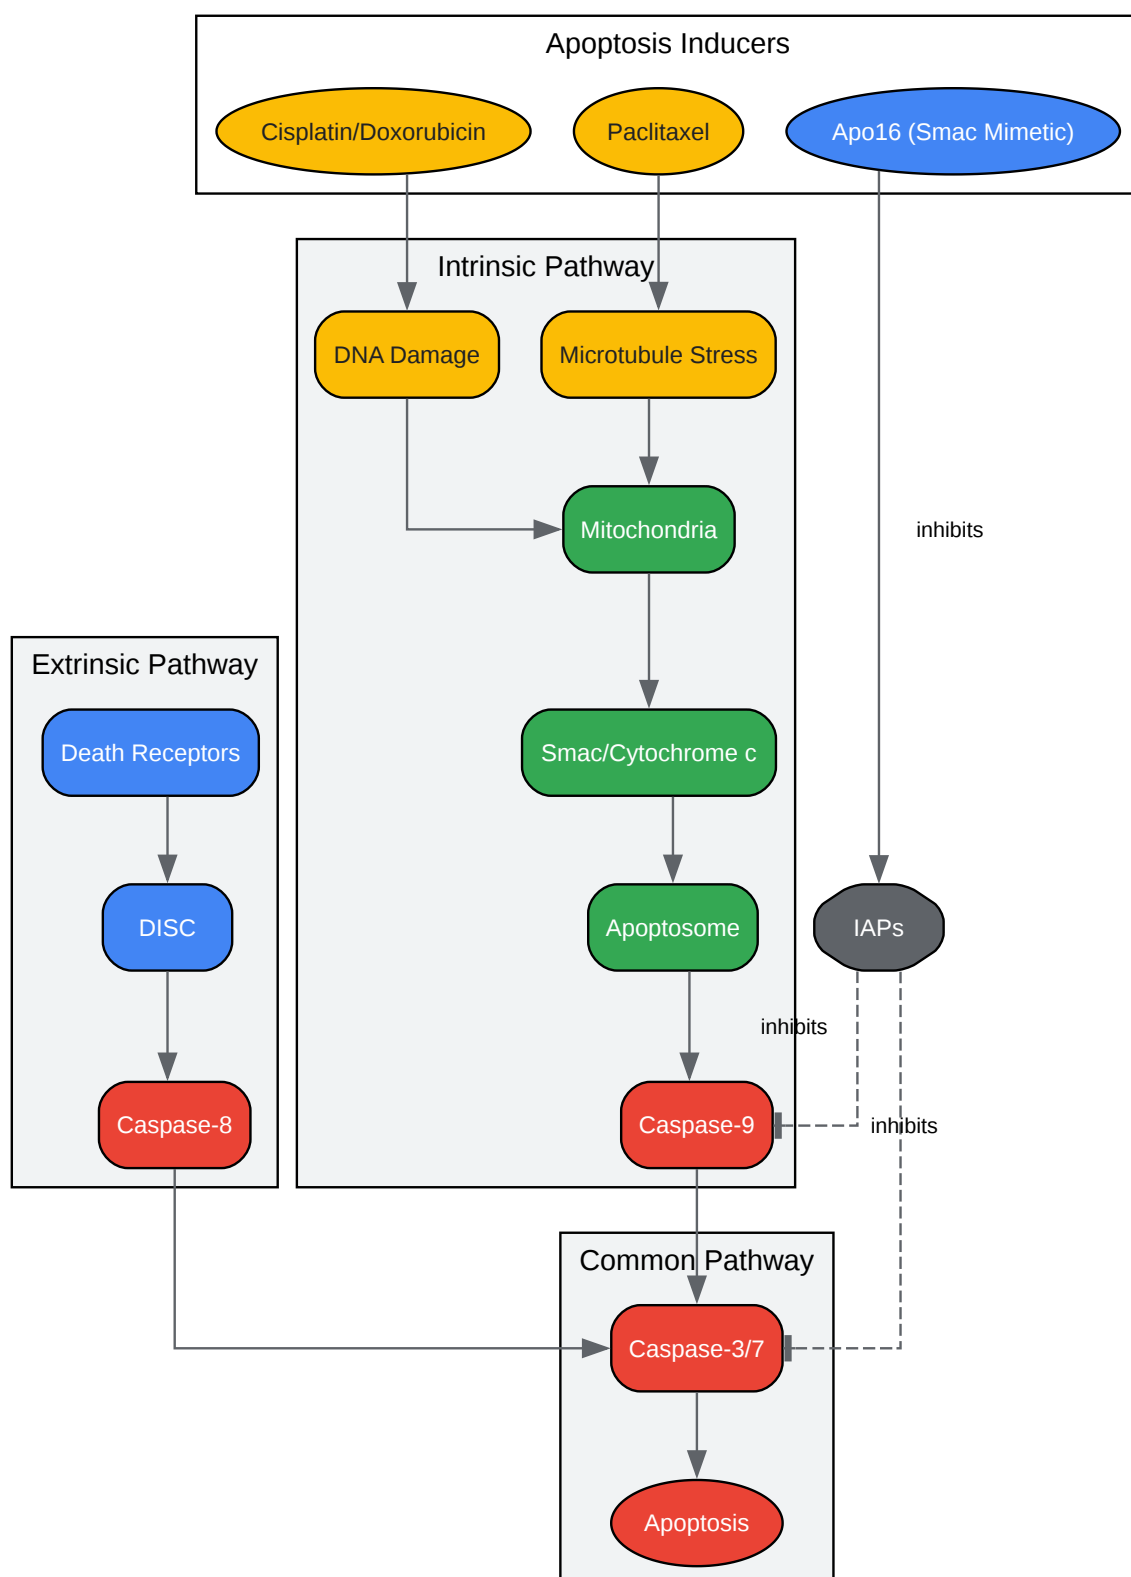 Apoptosis Inducers
Cisplatin/Doxorubicin
Paclitaxel
Apo16 (Smac Mimetic)
Intrinsic Pathway
DNA Damage
Microtubule Stress
Mitochondria
inhibits
Extrinsic Pathway
Death Receptors
Smac/Cytochrome c
DISC
Apoptosome
IAPs
inhibits
Caspase-8
Caspase-9
inhibits
Common Pathway
Caspase-3/7
Apoptosis